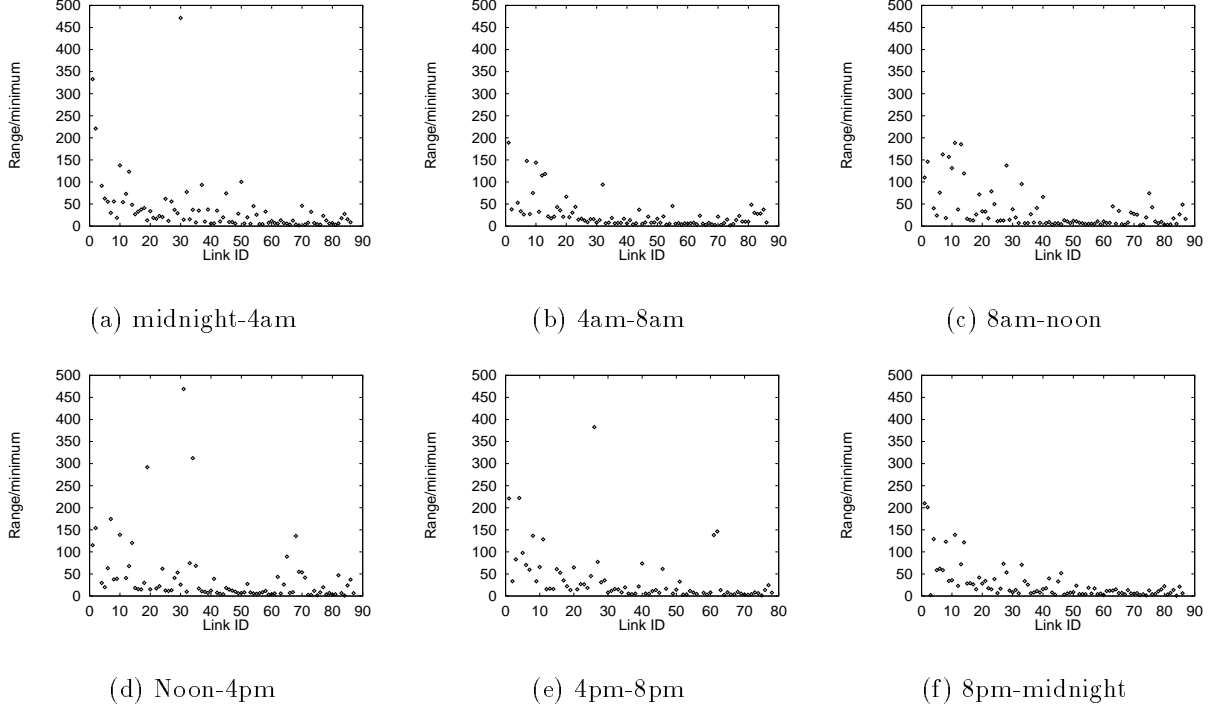 500 500 500
450 450 450
400 400 400
350 350 350
300 300 300
250 250 250
200 200 200
150 150 150
100 100 100
50 50 50
0 0 0
Range/minimum Range/minimum Range/minimum
0 10 20 30 40 50 60 70 80 90 0 10 20 30 40 50 60 70 80 90 0 10 20 30 40 50 60 70 80 90
Link ID Link ID Link ID
(a) midnight-4am (b) 4am-8am (c) 8am-noon
500 500 500
450 450 450
400 400 400
350 350 350
300 300 300
250 250 250
200 200 200
150 150 150
100 100 100
50 50 50
0 0 0
Range/minimum Range/minimum Range/minimum
0 10 20 30 40 50 60 70 80 90 0 10 20 30 40 50 60 70 80 0 10 20 30 40 50 60 70 80 90
Link ID Link ID Link ID
(d) Noon-4pm (e) 4pm-8pm (f) 8pm-midnight